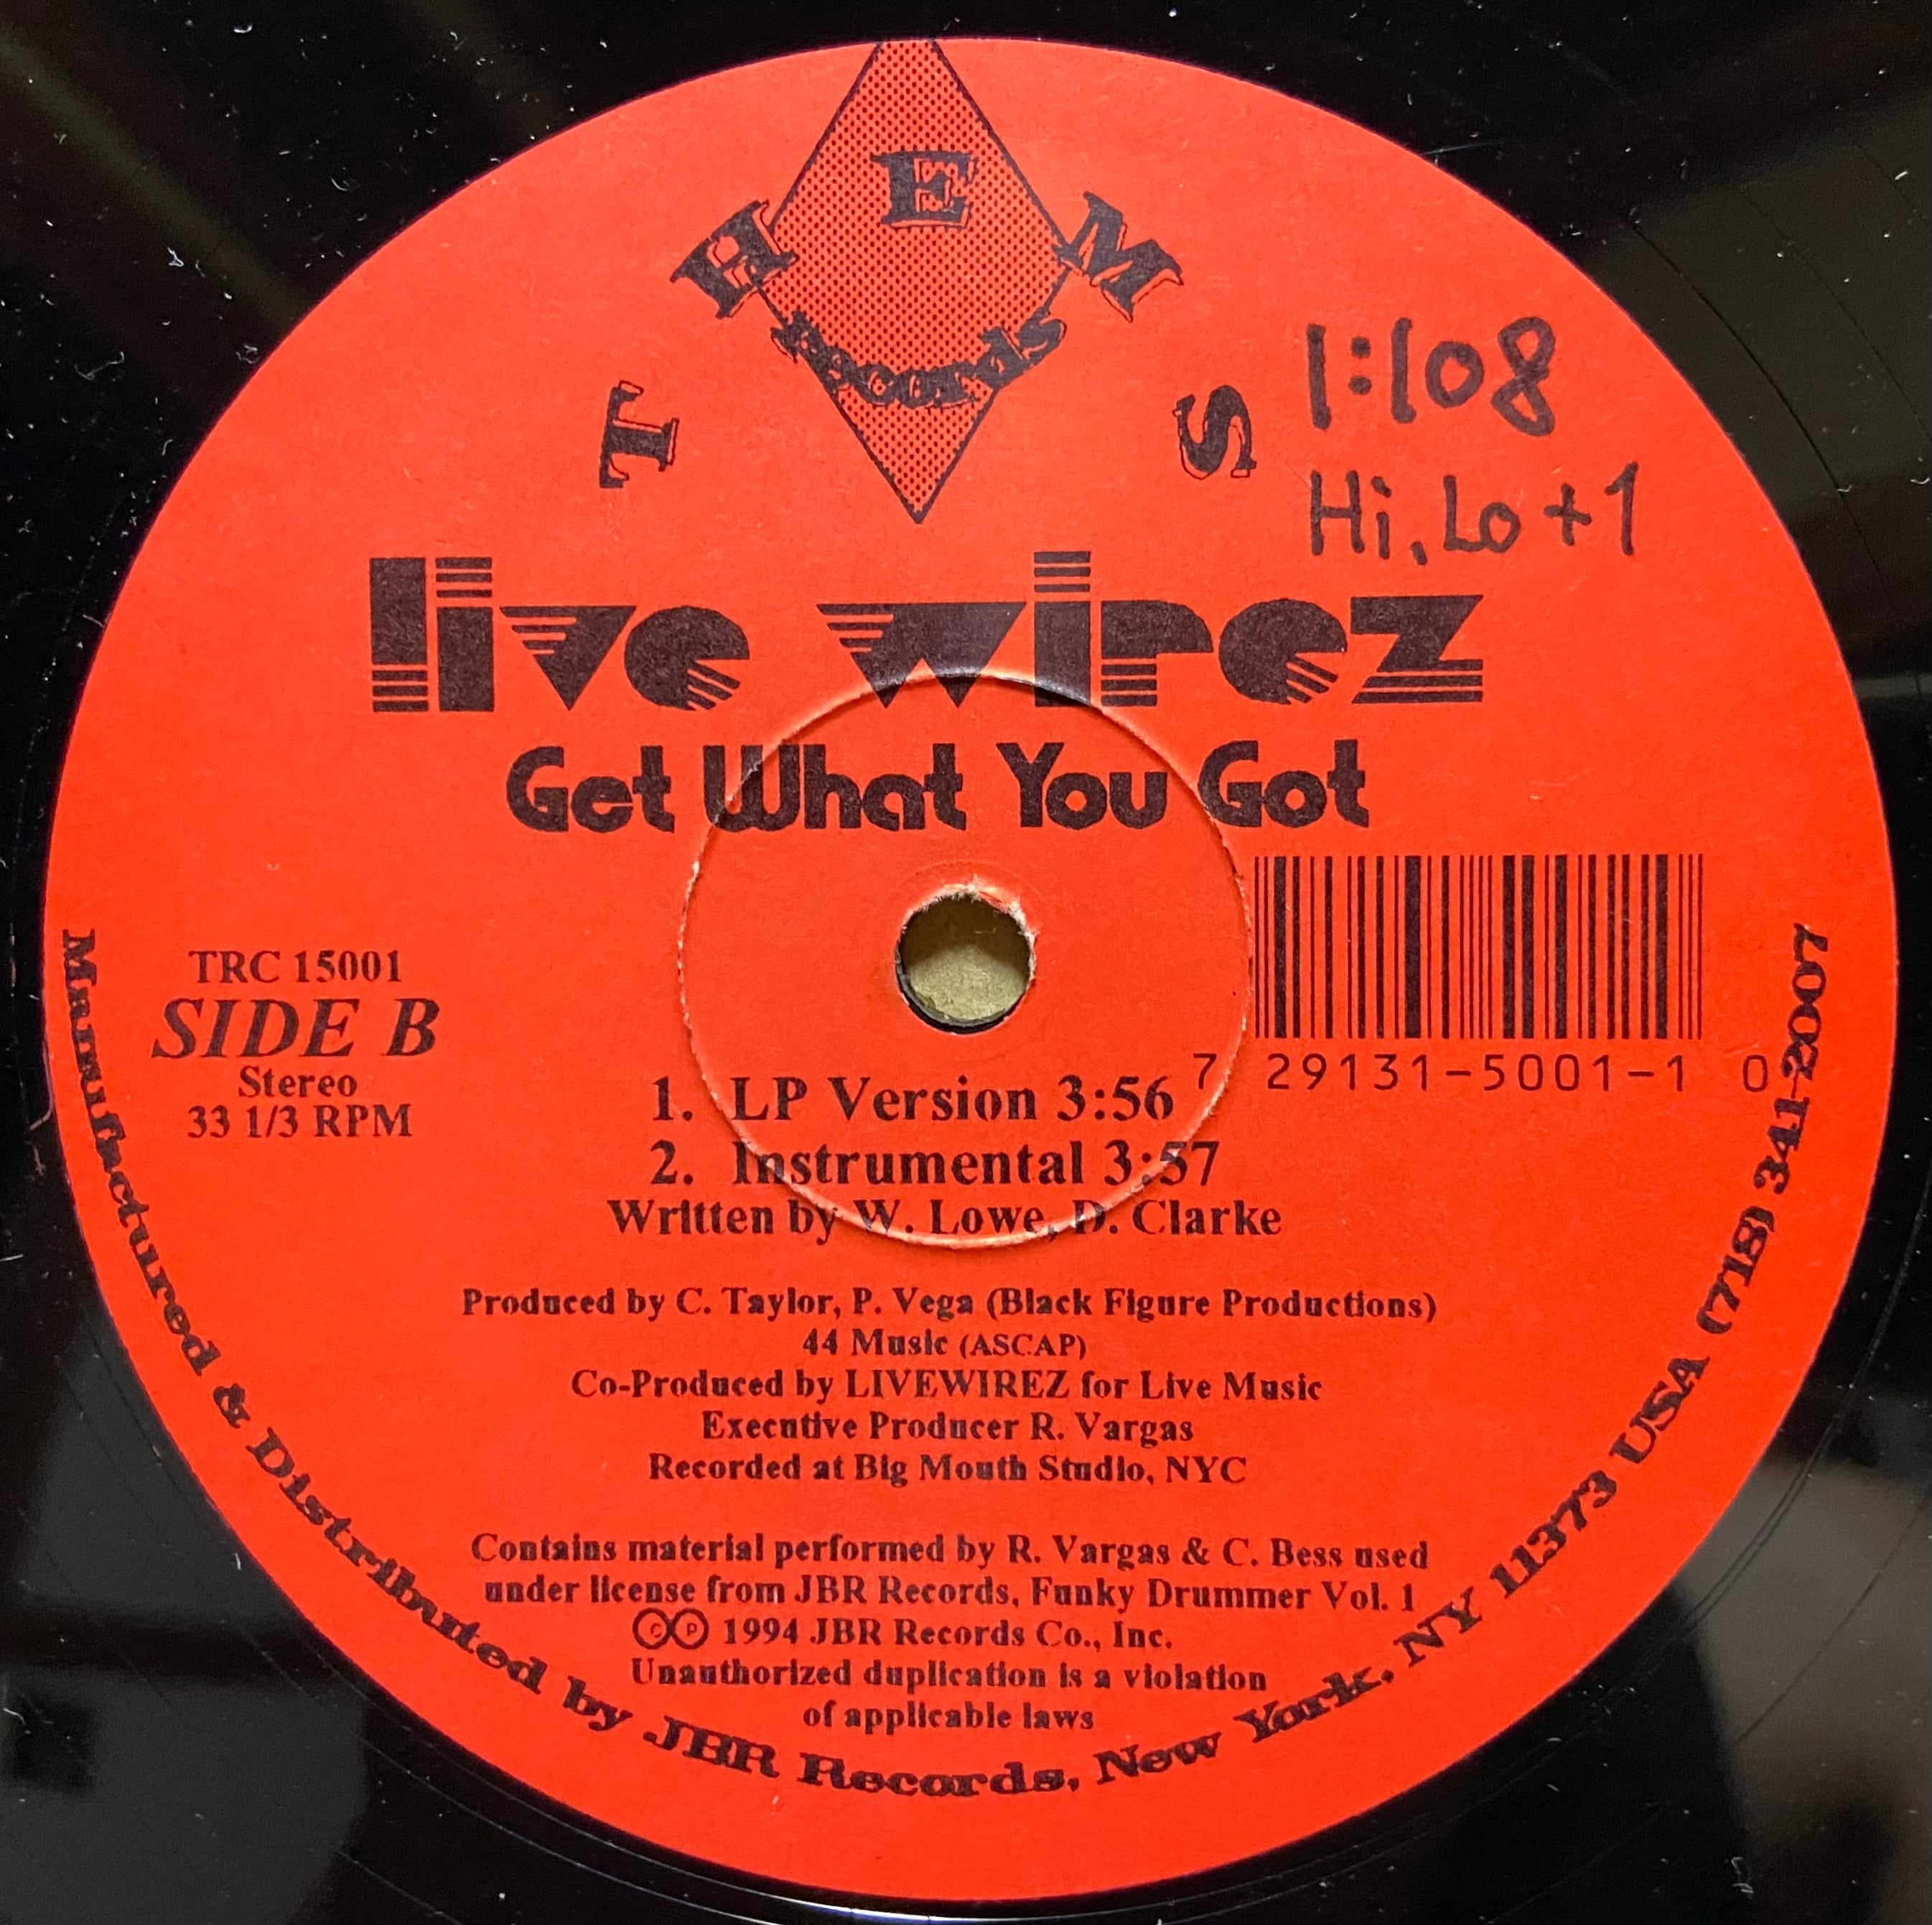 THEMS
Records
1:108
Hi, Lo +1
live wirez
Get What You Got
TRC 15001
SIDE B
Stereo
33 1/3 RPM
7 29131-5001-1 0
1. LP Version 3:56
2. Instrumental 3:57
Written by W. Lowe, D. Clarke
Produced by C. Taylor, P. Vega (Black Figure Productions)
44 Music (ASCAP)
Co-Produced by LIVEWIREZ for Live Music
Executive Producer R. Vargas
Recorded at Big Mouth Studio, NYC
Contains material performed by R. Vargas & C. Bess used
under license from JBR Records, Funky Drummer Vol. 1
©℗ 1994 JBR Records Co., Inc.
Unauthorized duplication is a violation
of applicable laws
Manufactured & Distributed by JBR Records, New York, NY 11373 USA (718) 341-2007